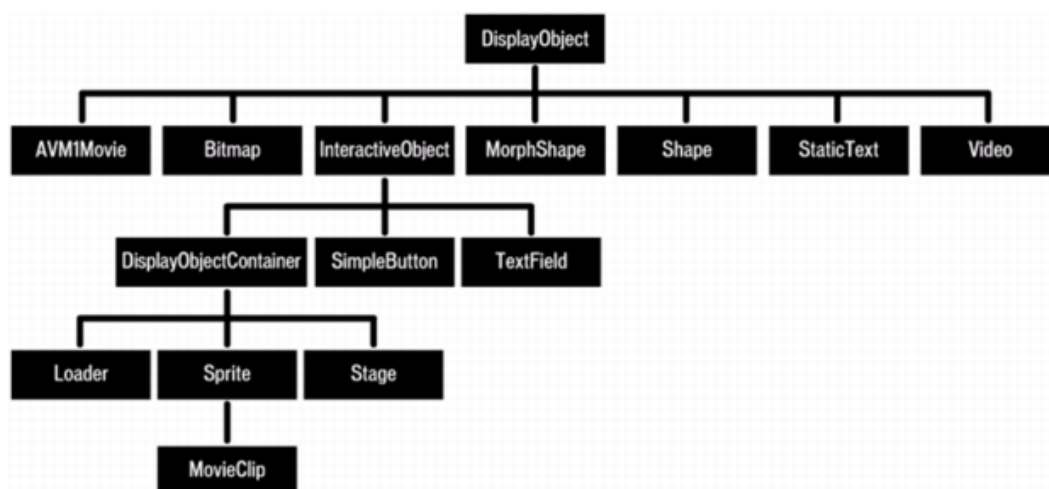 DisplayObject
AVM1Movie
Bitmap
InteractiveObject
MorphShape
Shape
StaticText
Video
DisplayObjectContainer
SimpleButton
TextField
Loader
Sprite
Stage
MovieClip